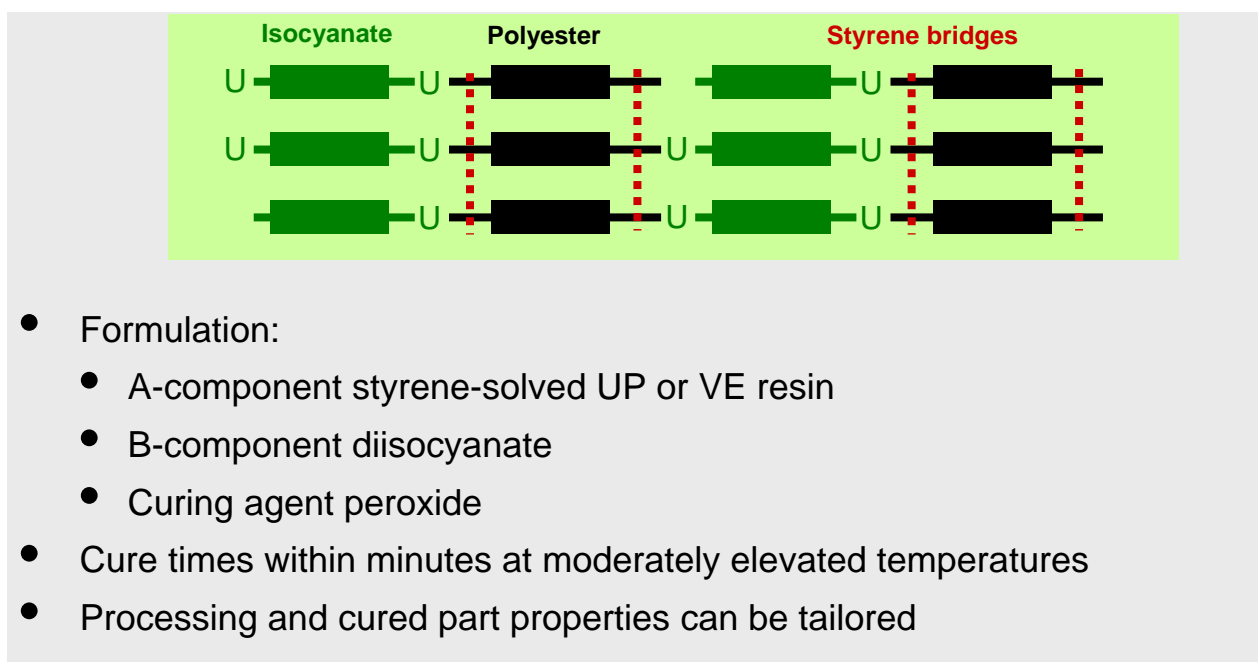 Isocyanate Polyester Styrene bridges
U U U
U U U U
U U U
• Formulation:
• A-component styrene-solved UP or VE resin
• B-component diisocyanate
• Curing agent peroxide
• Cure times within minutes at moderately elevated temperatures
• Processing and cured part properties can be tailored